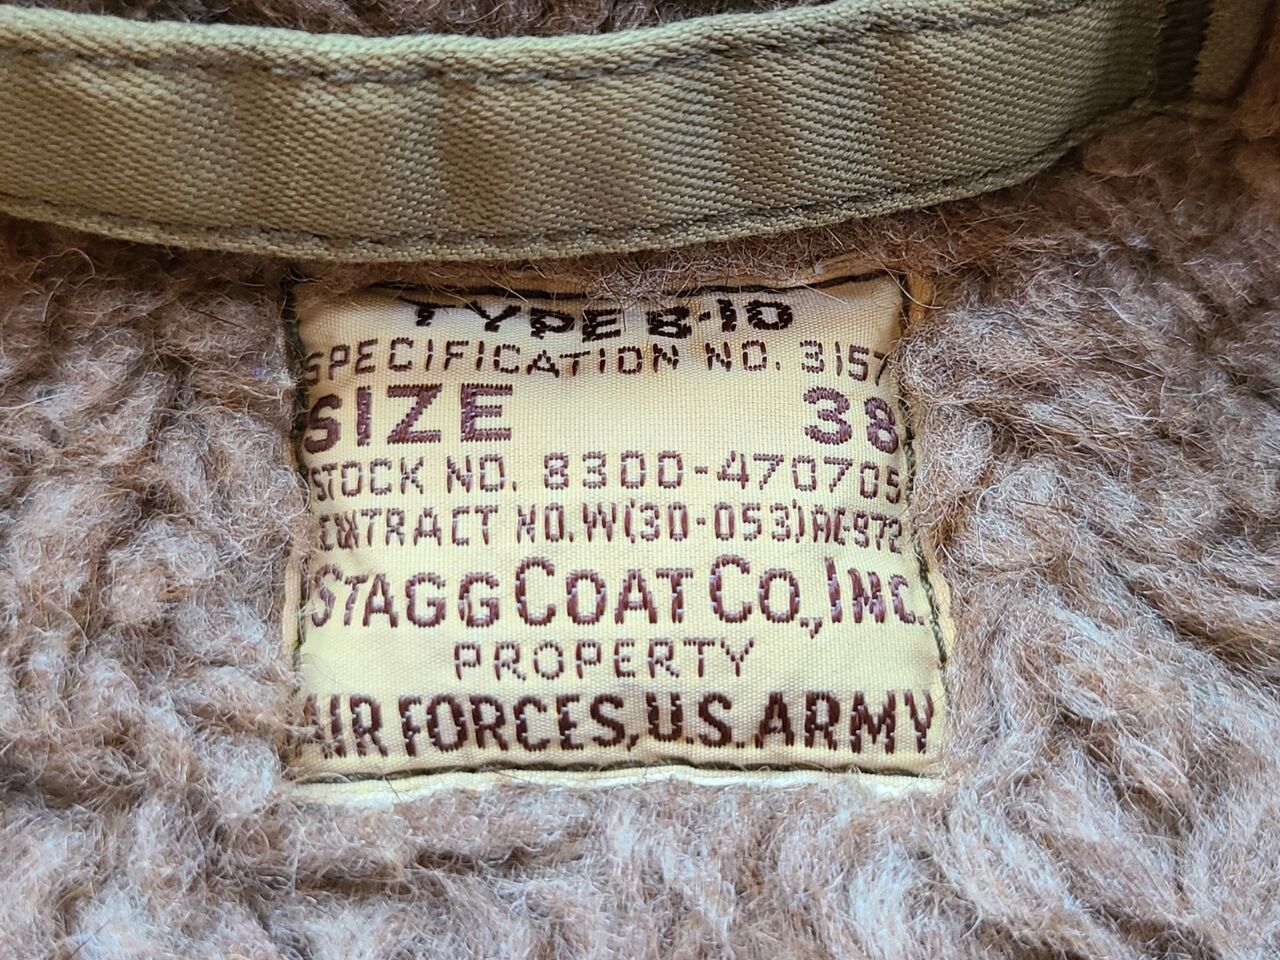 TYPE B-10
SPECIFICATION NO. 3157
SIZE 38
STOCK NO. 8300-470705
CONTRACT NO. W(30-053)AC-972
STAGG COAT CO., INC.
PROPERTY
AIR FORCES, U.S. ARMY